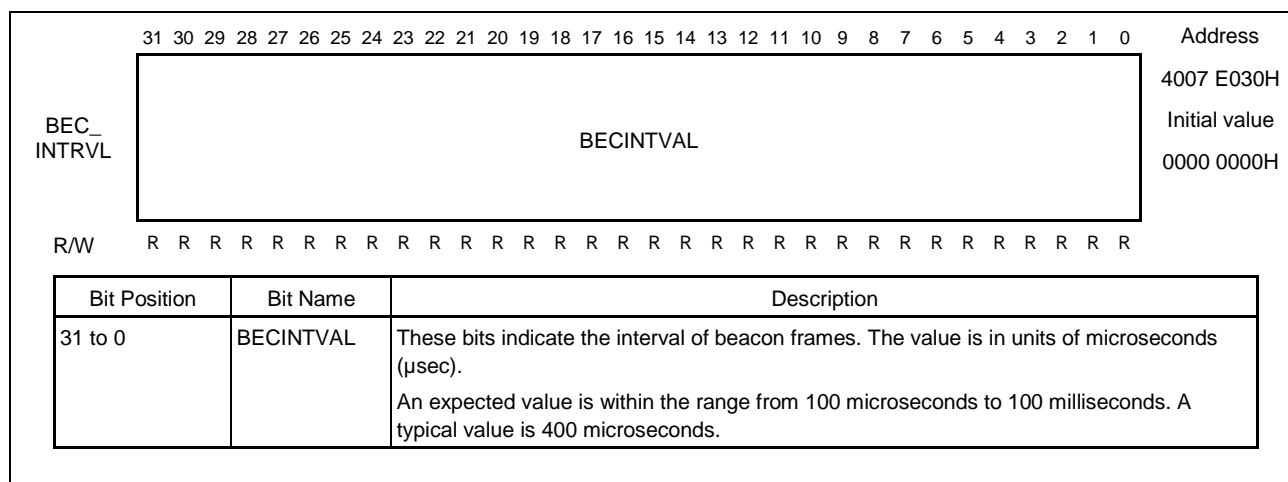 31 30 29 28 27 26 25 24 23 22 21 20 19 18 17 16 15 14 13 12 11 10 9 8 7 6 5 4 3 2 1 0 Address
4007 E030H
BEC_
INTRVL
BECINTVAL
Initial value
0000 0000H
R/W R R R R R R R R R R R R R R R R R R R R R R R R R R R R R R R R
Bit Position Bit Name Description
31 to 0 BECINTVAL These bits indicate the interval of beacon frames. The value is in units of microseconds
(μsec).
An expected value is within the range from 100 microseconds to 100 milliseconds. A
typical value is 400 microseconds.